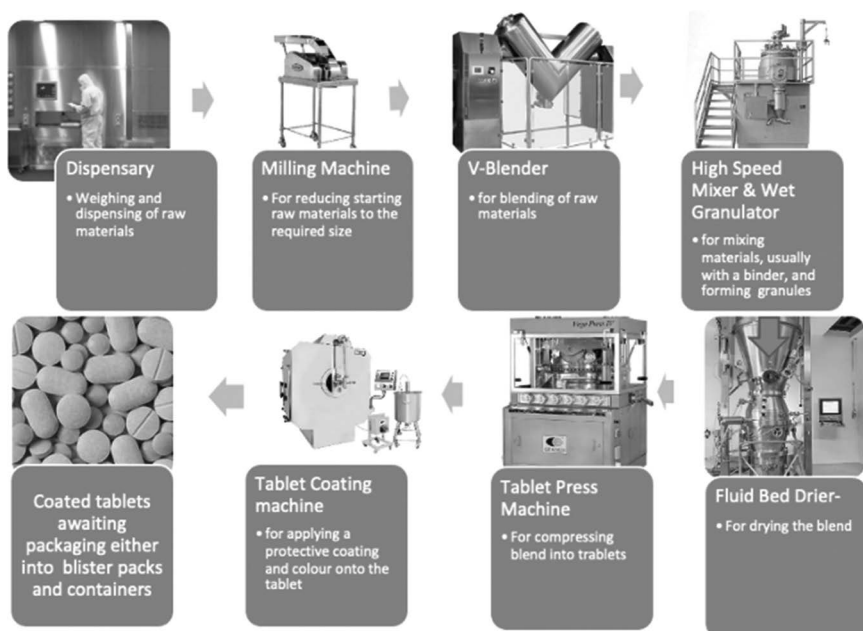 Dispensary
• Weighing and
dispensing of raw
materials
Milling Machine
• For reducing starting
raw materials to the
required size
V-Blender
• for blending of raw
materials
High Speed
Mixer & Wet
Granulator
• for mixing
materials, usually
with a binder, and
forming granules
Coated tablets
awaiting
packaging either
into blister packs
and containers
Tablet Coating
machine
• for applying a
protective coating
and colour onto the
tablet
Tablet Press
Machine
• For compressing
blend into trablets
Fluid Bed Drier-
• For drying the blend